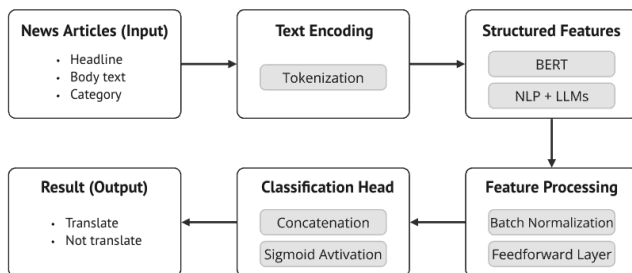 News Articles (Input)
• Headline
• Body text
• Category
Text Encoding
Tokenization
Structured Features
BERT
NLP + LLMs
Feature Processing
Batch Normalization
Feedforward Layer
Classification Head
Concatenation
Sigmoid Avtivation
Result (Output)
• Translate
• Not translate